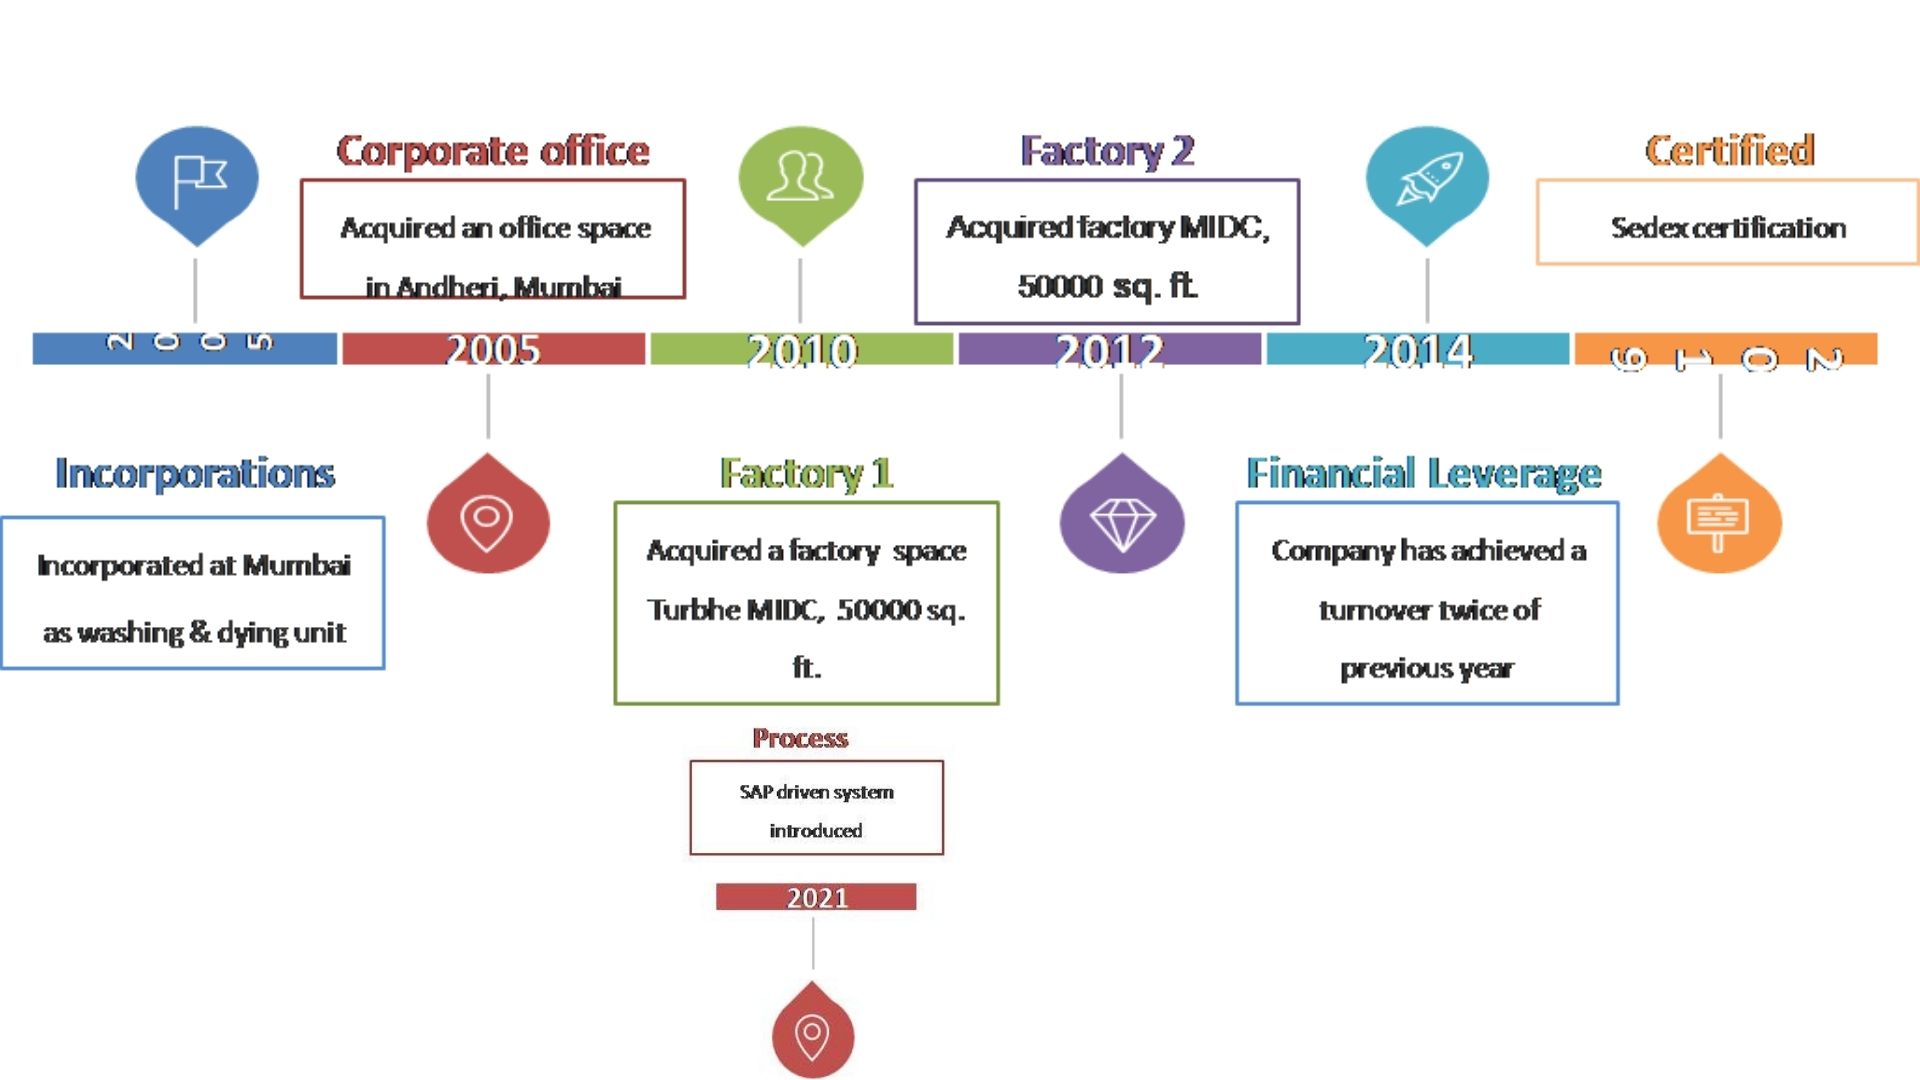 Corporate office
Factory 2
Certified
Acquired an office space
in Andheri, Mumbai
Acquired factory MIDC,
50000 sq. ft.
Sedex certification
2005
2005
2010
2012
2014
2019
Incorporations
Factory 1
Financial Leverage
Incorporated at Mumbai
as washing & dying unit
Acquired a factory space
Turbhe MIDC, 50000 sq.
ft.
Company has achieved a
turnover twice of
previous year
Process
SAP driven system
introduced
2021